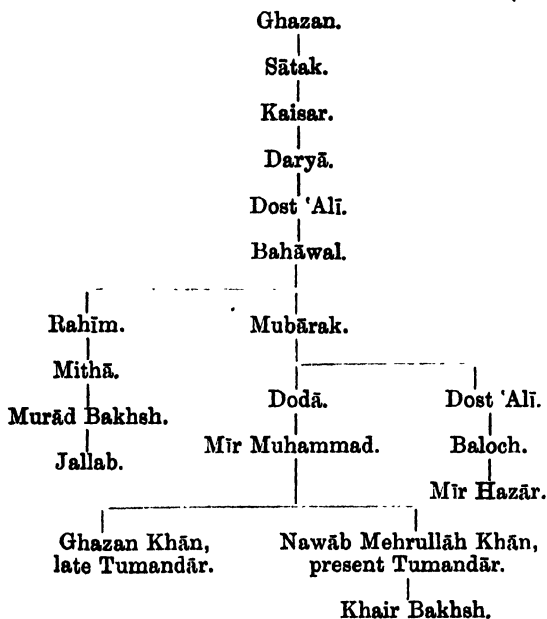 Ghazan.
Sātak.
Kaisar.
Daryā.
Dost ‘Alī.
Bahāwal.
Rahīm. Mubārak.
Mithā.
Dodā. Dost ‘Alī.
Murād Bakhsh.
Mīr Muhammad. Baloch.
Jallab.
Mīr Hazār.
Ghazan Khān, Nawāb Mehrullāh Khān,
late Tumandār. present Tumandār.
Khair Bakhsh.